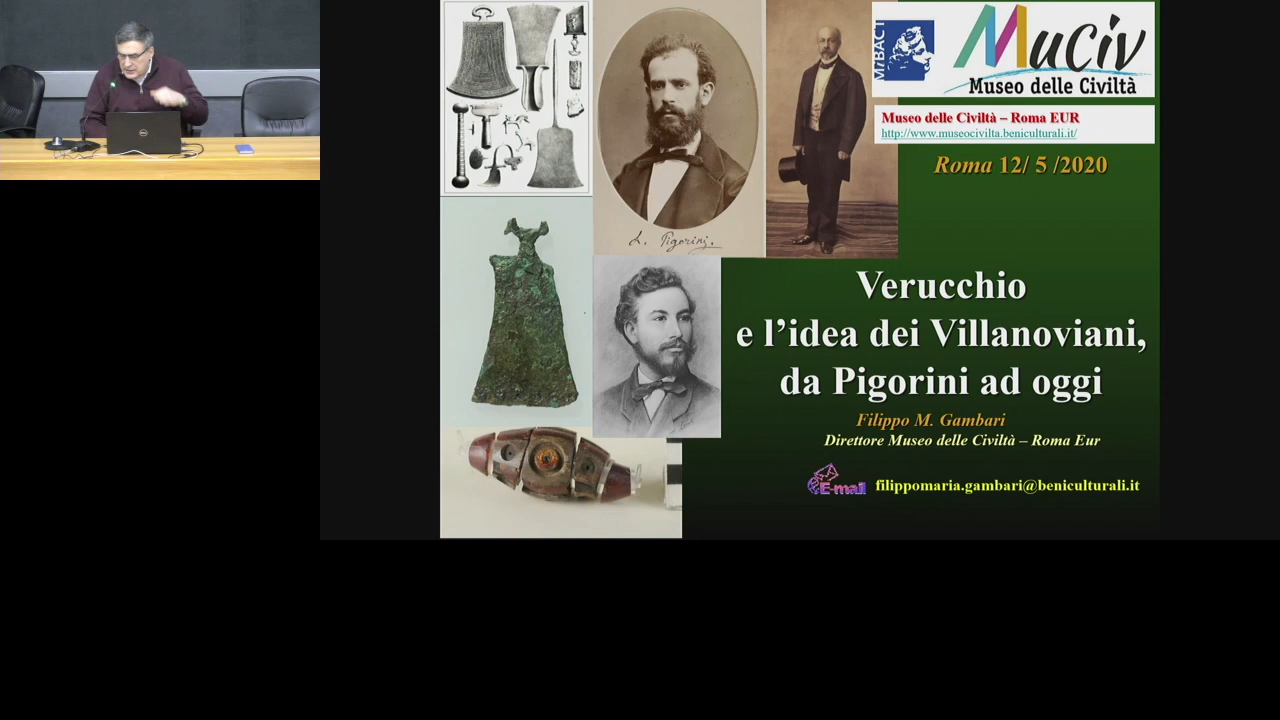 MiBACT
MuCiv
Museo delle Civiltà
Museo delle Civiltà – Roma EUR
http://www.museocivilta.beniculturali.it/
Roma 12/ 5 /2020
L. Pigorini.
Verucchio
e l’idea dei Villanoviani,
da Pigorini ad oggi
Filippo M. Gambari
Direttore Museo delle Civiltà – Roma Eur
E-mail filippomaria.gambari@beniculturali.it
DELL